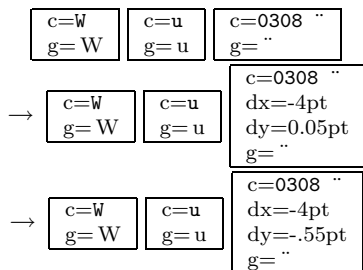 c=W c=u c=0308 ¨
g= W g= u g= ¨
c=0308 ¨
c=W c=u dx=-4pt
→ g= W g= u dy=0.05pt
g= ¨
c=0308 ¨
c=W c=u dx=-4pt
→ g= W g= u dy=-.55pt
g= ¨